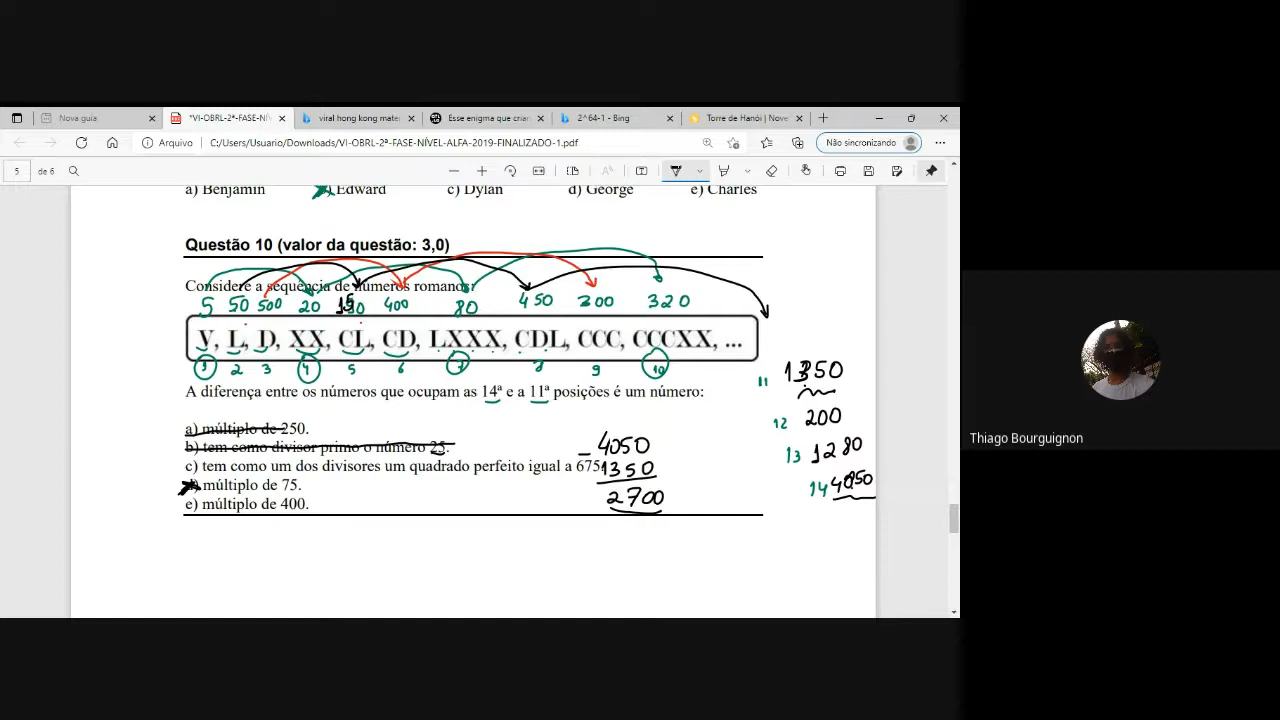 Nova guia
*VI-OBRL-2ª-FASE-NÍV
viral hong kong mate
Esse enigma que crian
2^64-1 - Bing
Torre de Hanói | Nove
Arquivo
C:/Users/Usuario/Downloads/VI-OBRL-2ª-FASE-NÍVEL-ALFA-2019-FINALIZADO-1.pdf
Não sincronizando
5 de 6
a) Benjamin Edward c) Dylan d) George e) Charles
Questão 10 (valor da questão: 3,0)
Considere a sequência de números romanos:
5 50 500 20 400 80 450 300 320
V, L, D, XX, CL, CD, LXXX, CDL, CCC, CCCXX, ...
1 2 3 4 5 6 7 8 9 10
A diferença entre os números que ocupam as 14ª e a 11ª posições é um número:
11 1350
12 200
13 1280
14 4050
a) múltiplo de 250.
b) tem como divisor primo o número 25.
c) tem como um dos divisores um quadrado perfeito igual a 675.
múltiplo de 75.
e) múltiplo de 400.
- 4050
1350
2700
Thiago Bourguignon